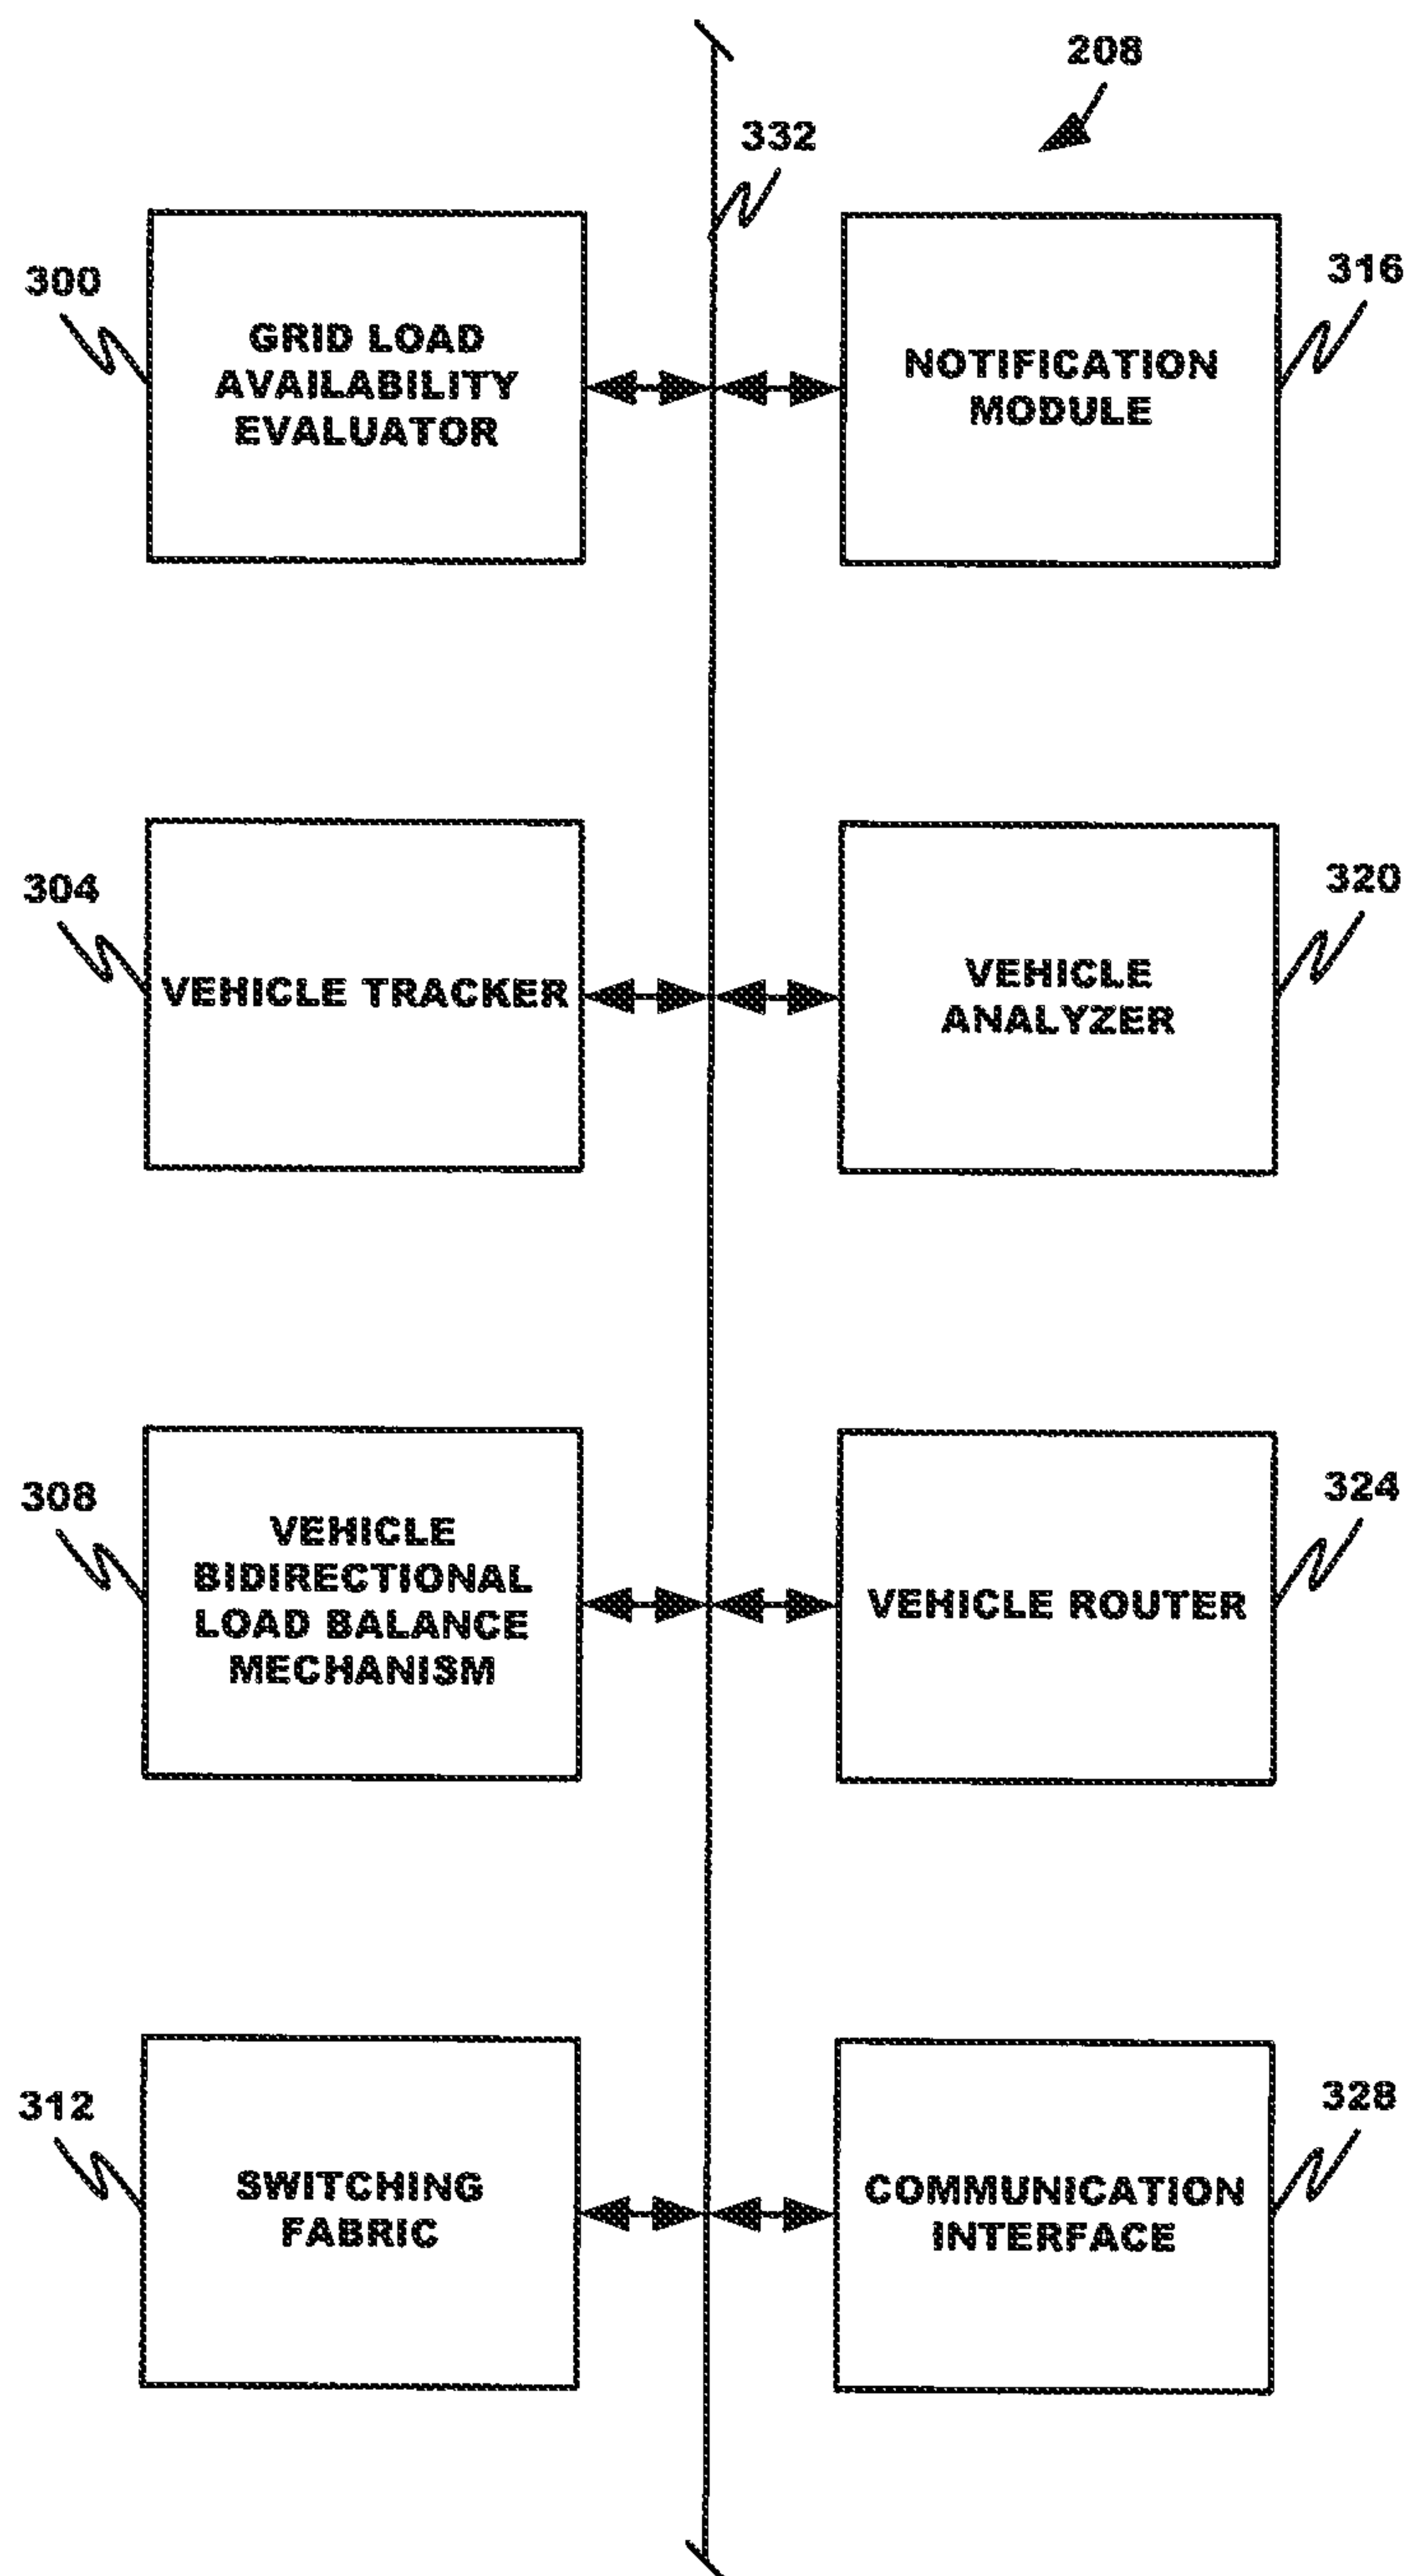 208
332
300
GRID LOAD
AVAILABILITY
EVALUATOR
316
NOTIFICATION
MODULE
304
VEHICLE TRACKER
320
VEHICLE
ANALYZER
308
VEHICLE
BIDIRECTIONAL
LOAD BALANCE
MECHANISM
324
VEHICLE ROUTER
312
SWITCHING
FABRIC
328
COMMUNICATION
INTERFACE